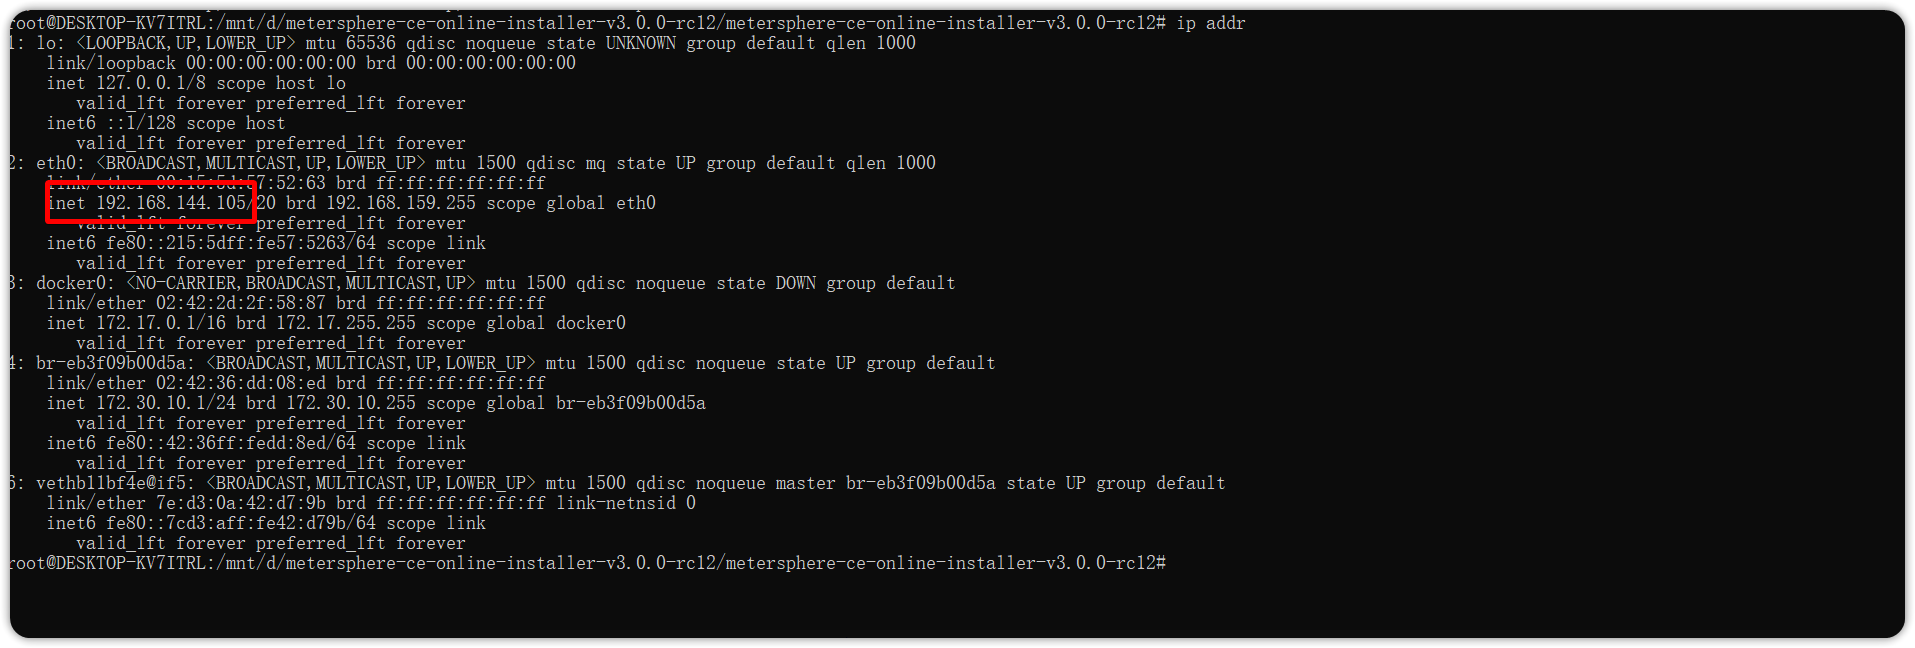 root@DESKTOP-KV7ITRL:/mnt/d/metersphere-ce-online-installer-v3.0.0-rc12/metersphere-ce-online-installer-v3.0.0-rc12# ip addr
1: lo: <LOOPBACK,UP,LOWER_UP> mtu 65536 qdisc noqueue state UNKNOWN group default qlen 1000
link/loopback 00:00:00:00:00:00 brd 00:00:00:00:00:00
inet 127.0.0.1/8 scope host lo
valid_lft forever preferred_lft forever
inet6 ::1/128 scope host
valid_lft forever preferred_lft forever
2: eth0: <BROADCAST,MULTICAST,UP,LOWER_UP> mtu 1500 qdisc mq state UP group default qlen 1000
link/ether 00:15:5d:57:52:63 brd ff:ff:ff:ff:ff:ff
inet 192.168.144.105/20 brd 192.168.159.255 scope global eth0
valid_lft forever preferred_lft forever
inet6 fe80::215:5dff:fe57:5263/64 scope link
valid_lft forever preferred_lft forever
3: docker0: <NO-CARRIER,BROADCAST,MULTICAST,UP> mtu 1500 qdisc noqueue state DOWN group default
link/ether 02:42:2d:2f:58:87 brd ff:ff:ff:ff:ff:ff
inet 172.17.0.1/16 brd 172.17.255.255 scope global docker0
valid_lft forever preferred_lft forever
4: br-eb3f09b00d5a: <BROADCAST,MULTICAST,UP,LOWER_UP> mtu 1500 qdisc noqueue state UP group default
link/ether 02:42:36:dd:08:ed brd ff:ff:ff:ff:ff:ff
inet 172.30.10.1/24 brd 172.30.10.255 scope global br-eb3f09b00d5a
valid_lft forever preferred_lft forever
inet6 fe80::42:36ff:fedd:8ed/64 scope link
valid_lft forever preferred_lft forever
6: vethb11bf4e@if5: <BROADCAST,MULTICAST,UP,LOWER_UP> mtu 1500 qdisc noqueue master br-eb3f09b00d5a state UP group default
link/ether 7e:d3:0a:42:d7:9b brd ff:ff:ff:ff:ff:ff link-netnsid 0
inet6 fe80::7cd3:aff:fe42:d79b/64 scope link
valid_lft forever preferred_lft forever
root@DESKTOP-KV7ITRL:/mnt/d/metersphere-ce-online-installer-v3.0.0-rc12/metersphere-ce-online-installer-v3.0.0-rc12#